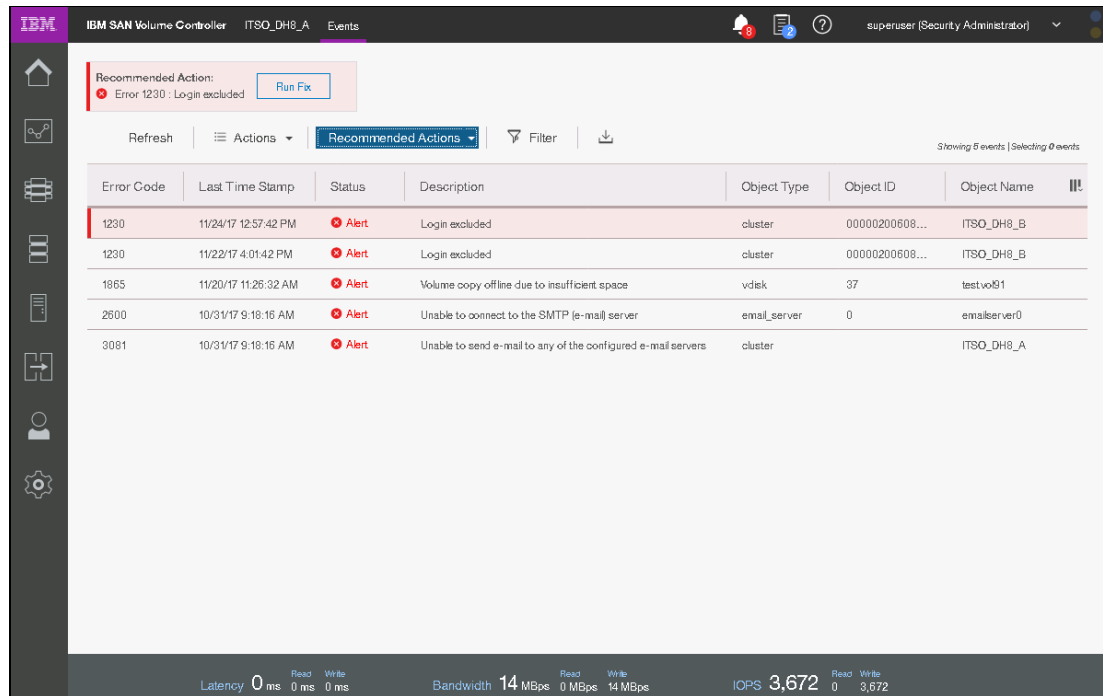 IBM IBM SAN Volume Controller ITSO_DH8_A Events 8 2 ? superuser (Security Administrator)
Recommended Action:
Error 1230 : Login excluded Run Fix
Refresh Actions Recommended Actions Filter
Showing 5 events | Selecting 0 events
Error Code Last Time Stamp Status Description Object Type Object ID Object Name
1230 11/24/17 12:57:42 PM Alert Login excluded cluster 00000200608... ITSO_DH8_B
1230 11/22/17 4:01:42 PM Alert Login excluded cluster 00000200608... ITSO_DH8_B
1865 11/20/17 11:26:32 AM Alert Volume copy offline due to insufficient space vdisk 37 testvol91
2600 10/31/17 9:18:16 AM Alert Unable to connect to the SMTP (e-mail) server email_server 0 emailserver0
3081 10/31/17 9:18:16 AM Alert Unable to send e-mail to any of the configured e-mail servers cluster ITSO_DH8_A
Read Write Read Write Read Write
Latency 0 ms 0 ms 0 ms Bandwidth 14 MBps 0 MBps 14 MBps IOPS 3,672 0 3,672